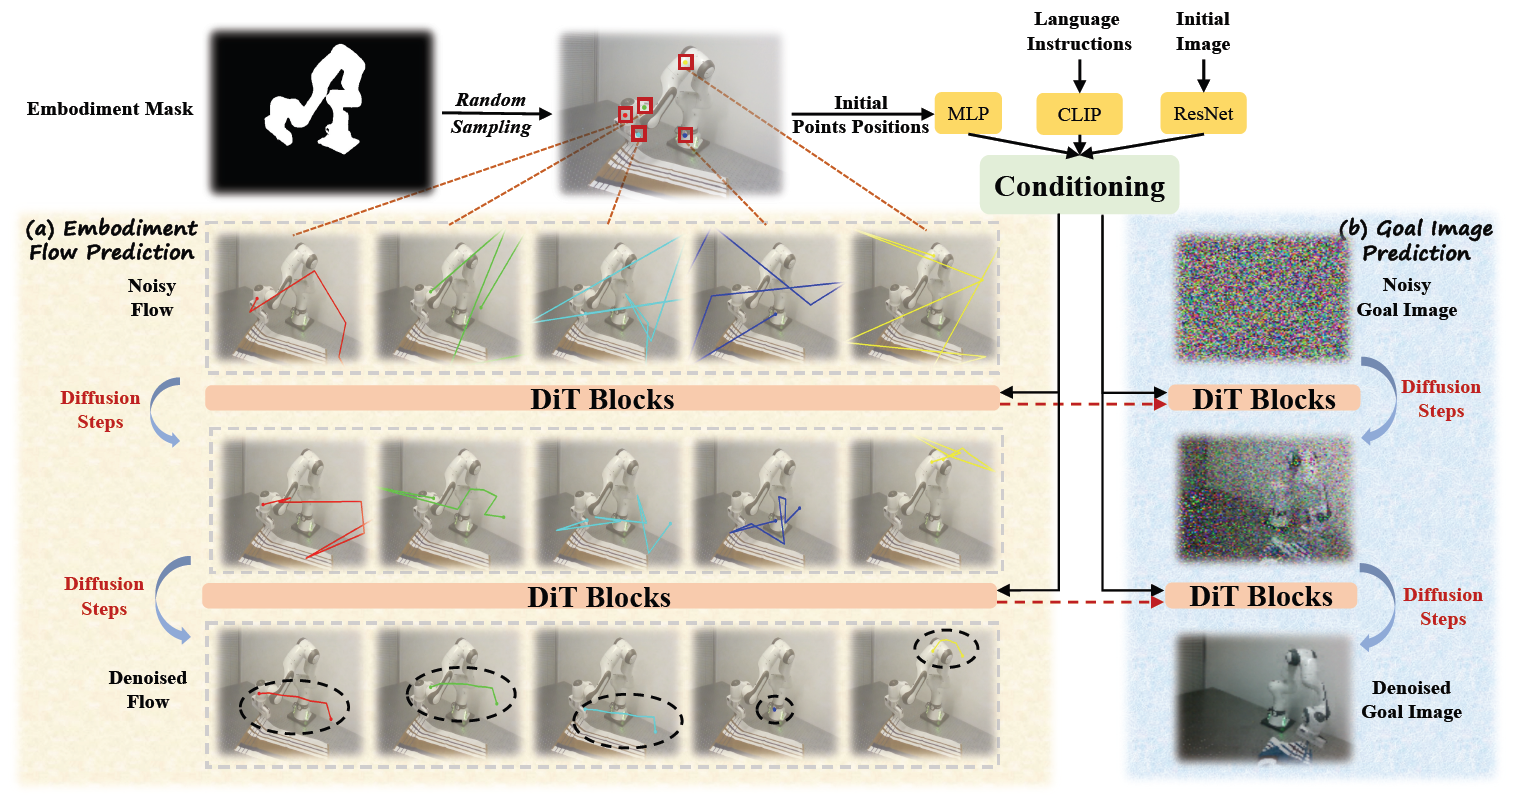 Language
Instructions
Initial
Image
Embodiment Mask
Random
Sampling
Initial
Points Positions
MLP
CLIP
ResNet
Conditioning
(a) Embodiment
Flow Prediction
(b) Goal Image
Prediction
Noisy
Flow
Noisy
Goal Image
Diffusion
Steps
DiT Blocks
DiT Blocks
Diffusion
Steps
Diffusion
Steps
DiT Blocks
DiT Blocks
Diffusion
Steps
Denoised
Flow
Denoised
Goal Image